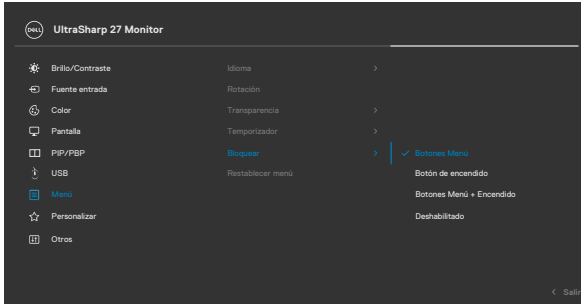 DELL UltraSharp 27 Monitor
Brillo/Contraste Idioma
Fuente entrada Rotación
Color Transparencia
Pantalla Temporizador
PIP/PBP Bloquear Botones Menú
USB Restablecer menú Botón de encendido
Menú Botones Menú + Encendido
Personalizar Deshabilitado
Otros
Salir